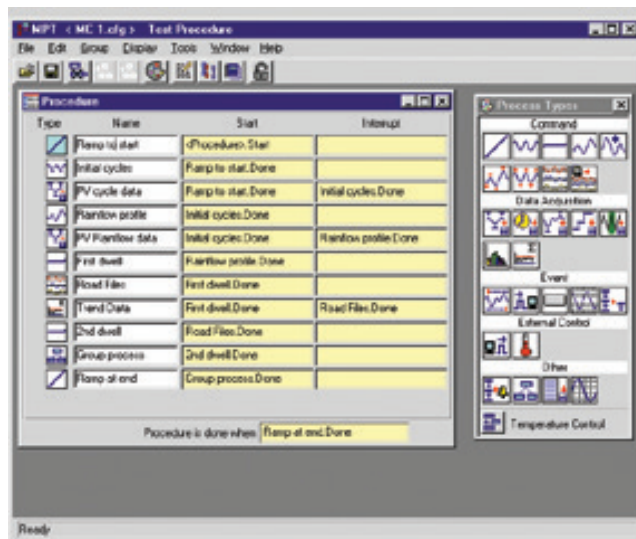 MPT < MC 1.cfg > Test Procedure
File Edit Group Display Tools Window Help
Procedure
Type Name Start Interrupt
Ramp to start <Procedure>.Start
Initial cycles Ramp to start.Done
PV cycle data Ramp to start.Done Initial cycles.Done
Rainflow profile Initial cycles.Done
PV Rainflow data Initial cycles.Done Rainflow profile.Done
First dwell Rainflow profile.Done
Road Files First dwell.Done
Trend Data First dwell.Done Road Files.Done
2nd dwell Road Files.Done
Group process 2nd dwell.Done
Ramp at end Group process.Done
Procedure is done when Ramp at end.Done
Process Types
Command
Data Acquisition
Event
External Control
Other
Temperature Control
Ready